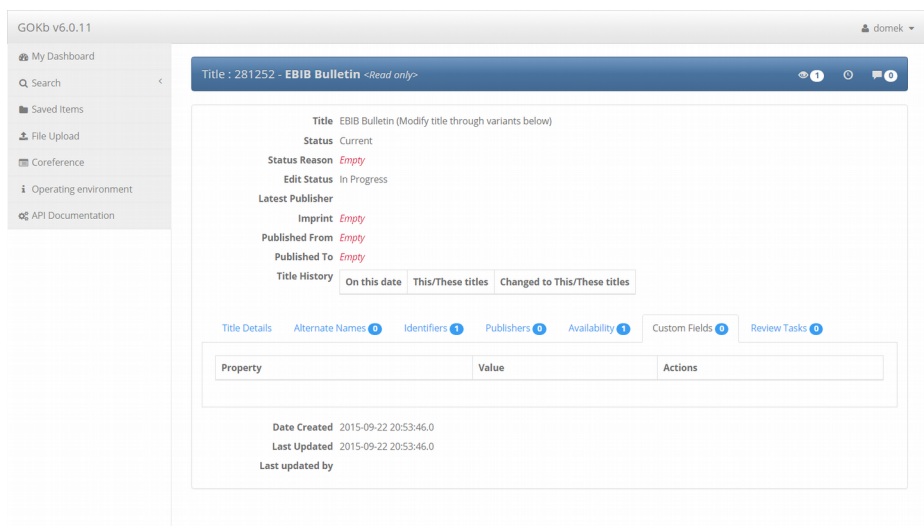 GOKb v6.0.11
domek
My Dashboard
Search
Saved Items
File Upload
Coreference
Operating environment
API Documentation
Title : 281252 - EBIB Bulletin <Read only>
1
0
Title EBIB Bulletin (Modify title through variants below)
Status Current
Status Reason Empty
Edit Status In Progress
Latest Publisher
Imprint Empty
Published From Empty
Published To Empty
Title History On this date This/These titles Changed to This/These titles
Title Details Alternate Names 0 Identifiers 1 Publishers 0 Availability 1 Custom Fields 0 Review Tasks 0
Property Value Actions
Date Created 2015-09-22 20:53:46.0
Last Updated 2015-09-22 20:53:46.0
Last updated by